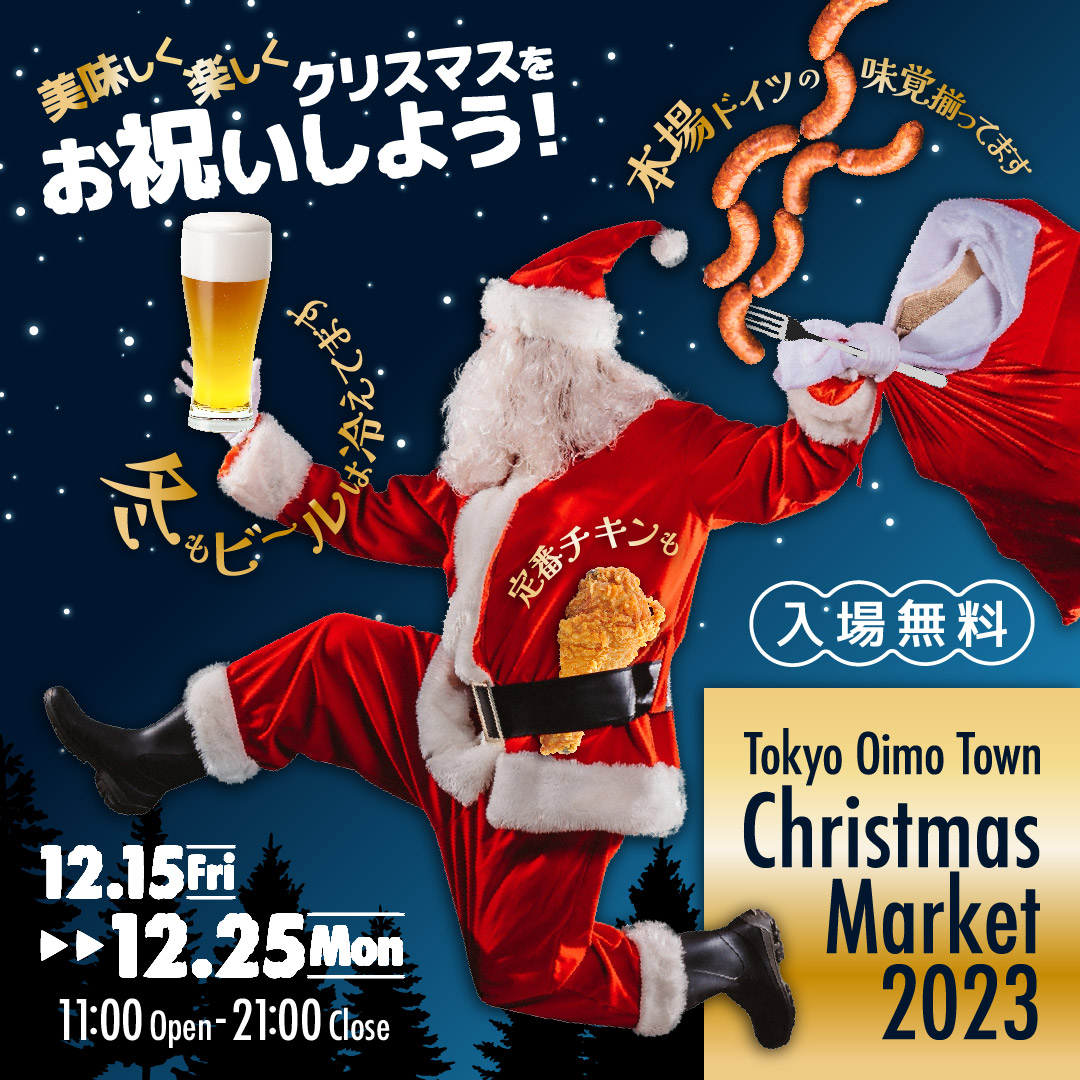 美味しく楽しくクリスマスを
お祝いしよう!
本場ドイツの味覚揃ってます
冬もビールは冷えてます
定番チキンも
入場無料
Tokyo Oimo Town
Christmas
Market
2023
12.15Fri
▶▶12.25Mon
11:00 Open-21:00 Close